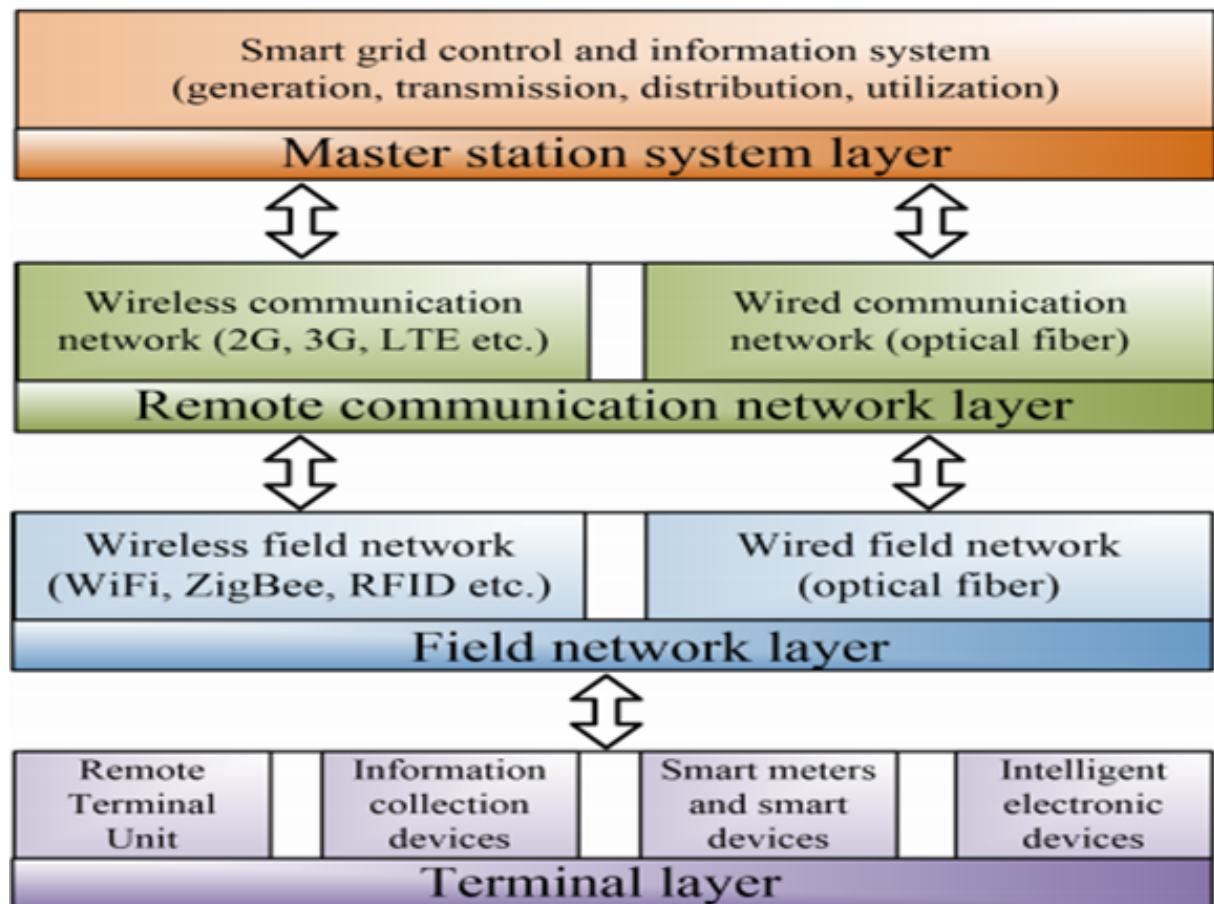 Smart grid control and information system
(generation, transmission, distribution, utilization)
Master station system layer
Wireless communication
network (2G, 3G, LTE etc.)
Wired communication
network (optical fiber)
Remote communication network layer
Wireless field network
(WiFi, ZigBee, RFID etc.)
Wired field network
(optical fiber)
Field network layer
Remote
Terminal
Unit
Information
collection
devices
Smart meters
and smart
devices
Intelligent
electronic
devices
Terminal layer